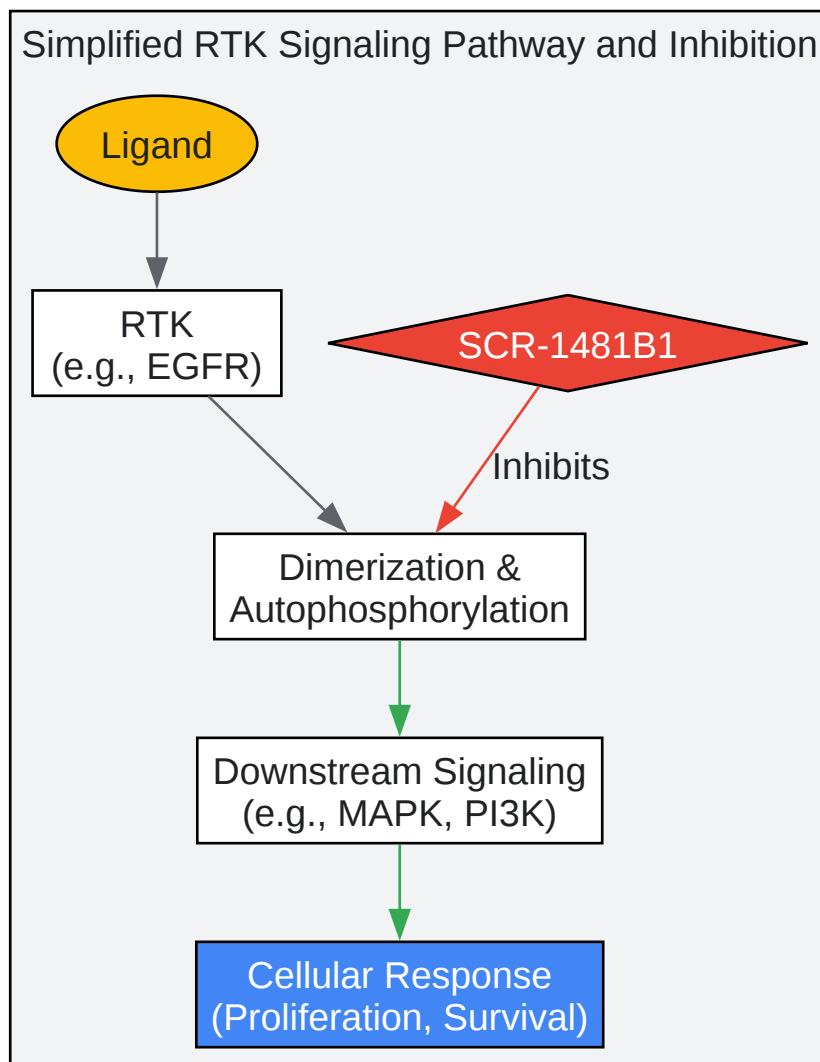 Simplified RTK Signaling Pathway and Inhibition
Ligand
RTK
(e.g., EGFR)
SCR-1481B1
Inhibits
Dimerization &
Autophosphorylation
Downstream Signaling
(e.g., MAPK, PI3K)
Cellular Response
(Proliferation, Survival)